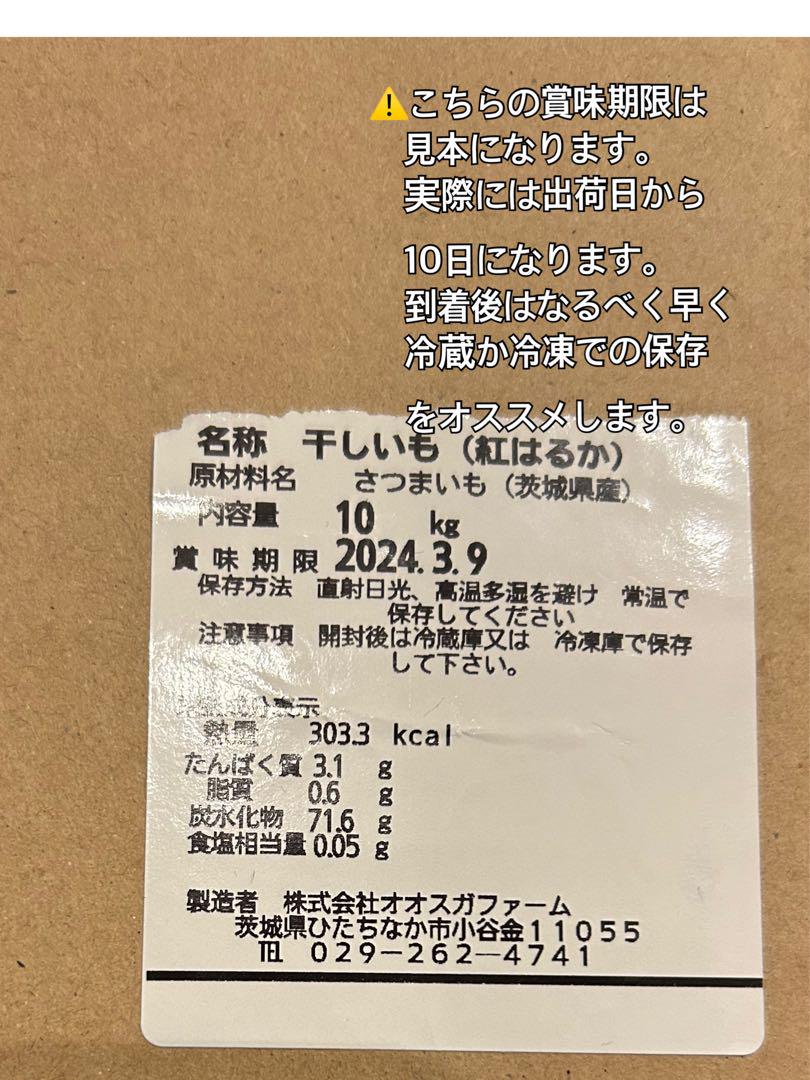 ⚠️こちらの賞味期限は
見本になります。
実際には出荷日から
10日になります。
到着後はなるべく早く
冷蔵か冷凍での保存
をオススメします。
名称 干しいも（紅はるか）
原材料名 さつまいも（茨城県産）
内容量 10 kg
賞味期限 2024.3.9
保存方法 直射日光、高温多湿を避け 常温で
保存してください
注意事項 開封後は冷蔵庫又は 冷凍庫で保存
して下さい。
成分表示
熱量 303.3 kcal
たんぱく質 3.1 g
脂質 0.6 g
炭水化物 71.6 g
食塩相当量 0.05 g
製造者 株式会社オオスガファーム
茨城県ひたちなか市小谷金11055
℡ 029-262-4741